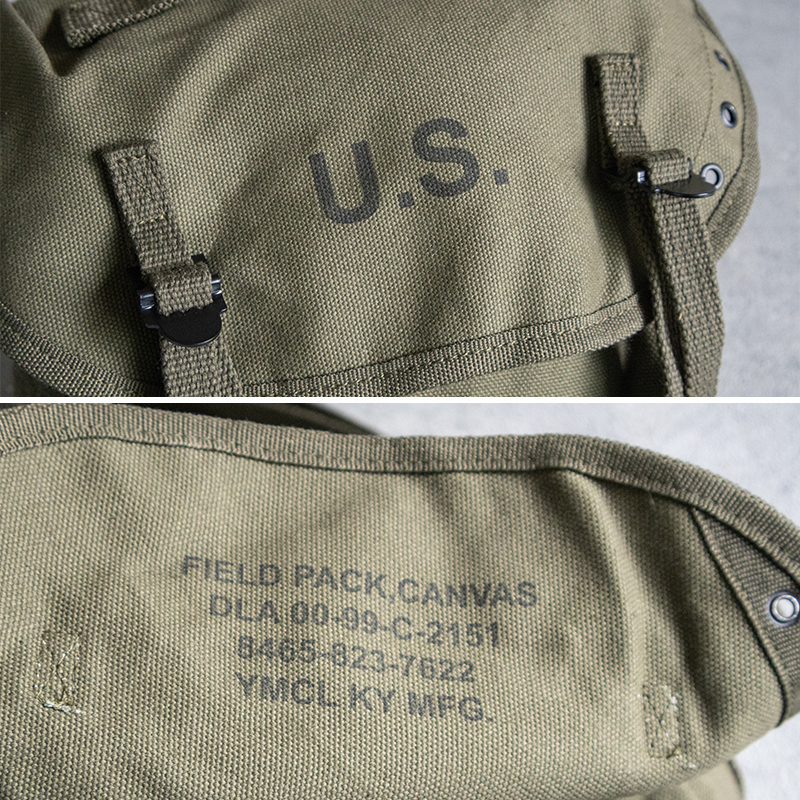 U.S.
FIELD PACK,CANVAS
DLA 00-99-C-2151
8465-823-7622
YMCL KY MFG.